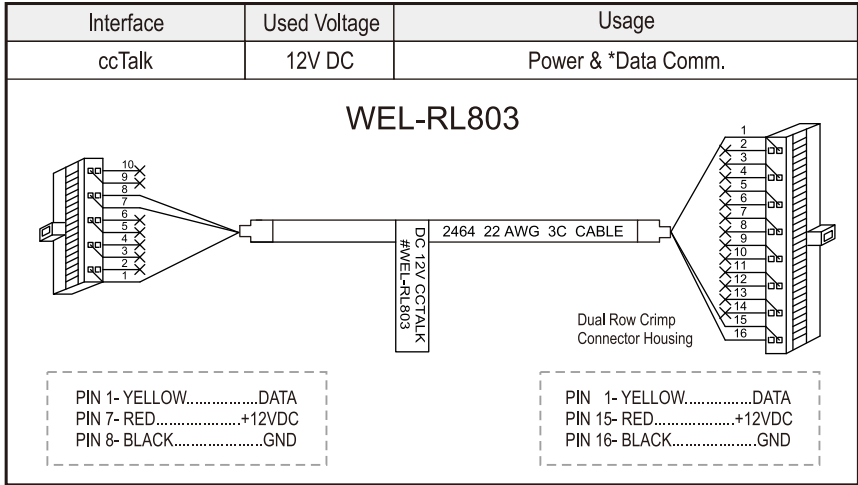 Interface Used Voltage Usage
ccTalk 12V DC Power & *Data Comm.
WEL-RL803
10
9
8
7
6
5
4
3
2
1
DC 12V CCTALK
#WEL-RL803
2464 22 AWG 3C CABLE
1
2
3
4
5
6
7
8
9
10
11
12
13
14
15
16
Dual Row Crimp
Connector Housing
PIN 1- YELLOW..............DATA
PIN 7- RED....................+12VDC
PIN 8- BLACK.....................GND
PIN 1- YELLOW..............DATA
PIN 15- RED...................+12VDC
PIN 16- BLACK....................GND